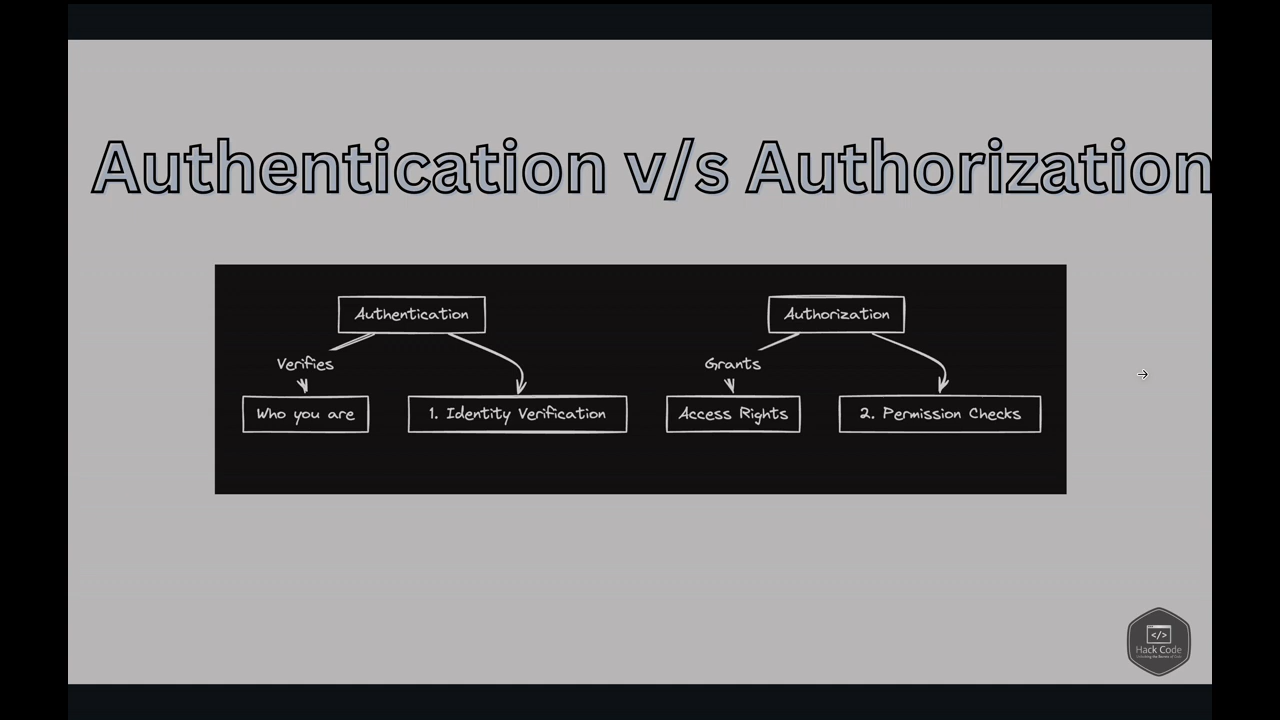 Authentication v/s Authorization
Authentication
Authorization
Verifies
Grants
Who you are
1. Identity Verification
Access Rights
2. Permission Checks
</>
Hack Code